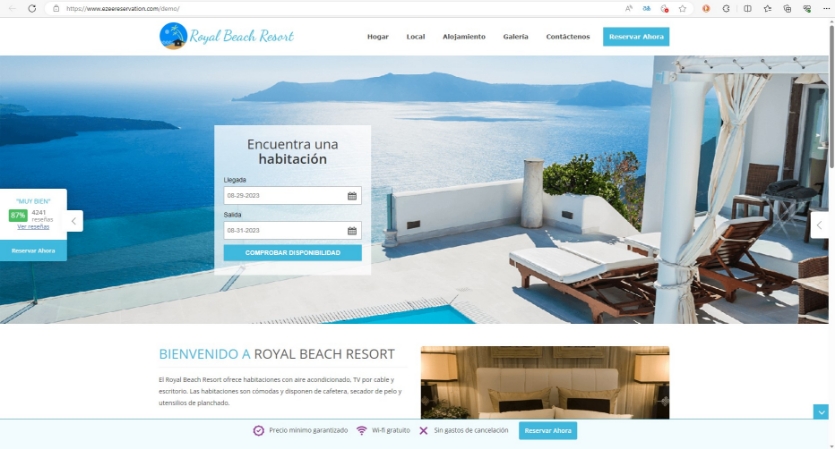 https://www.ezeereservation.com/demo/
Royal Beach Resort
Hogar Local Alojamiento Galería Contáctenos Reservar Ahora
Encuentra una
habitación
Llegada
08-29-2023
Salida
08-31-2023
COMPROBAR DISPONIBILIDAD
"MUY BIEN"
87% 4241
reseñas
Ver reseñas
Reservar Ahora
BIENVENIDO A ROYAL BEACH RESORT
El Royal Beach Resort ofrece habitaciones con aire acondicionado, TV por cable y
escritorio. Las habitaciones son cómodas y disponen de cafetera, secador de pelo y
utensilios de planchado.
Precio mínimo garantizado Wi-fi gratuito Sin gastos de cancelación Reservar Ahora